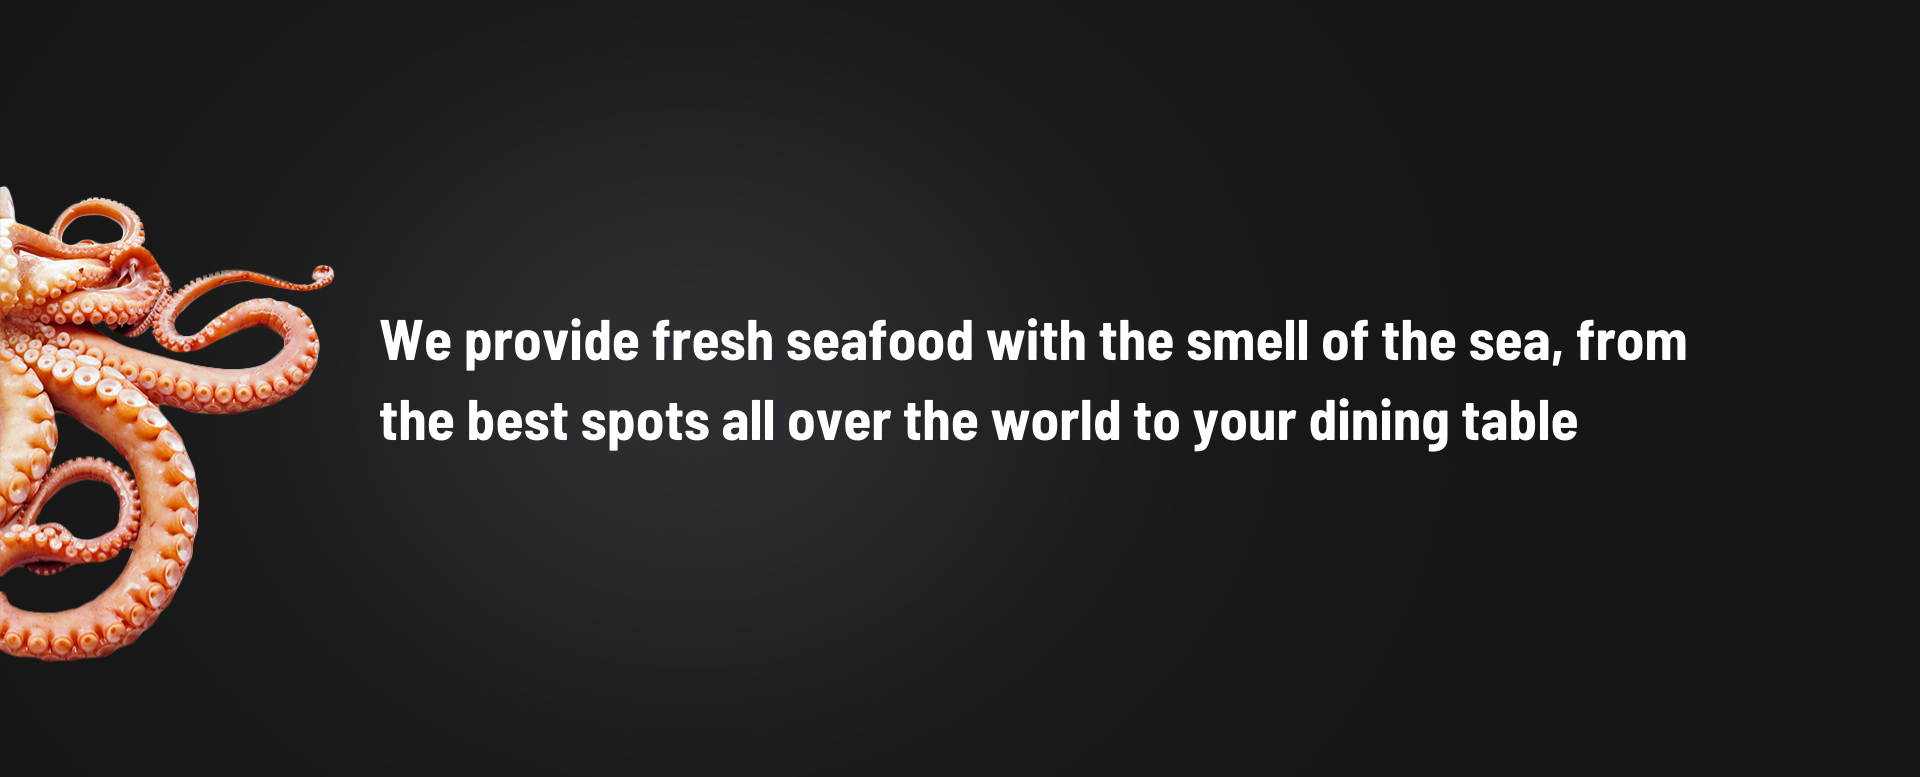 We provide fresh seafood with the smell of the sea, from
the best spots all over the world to your dining table